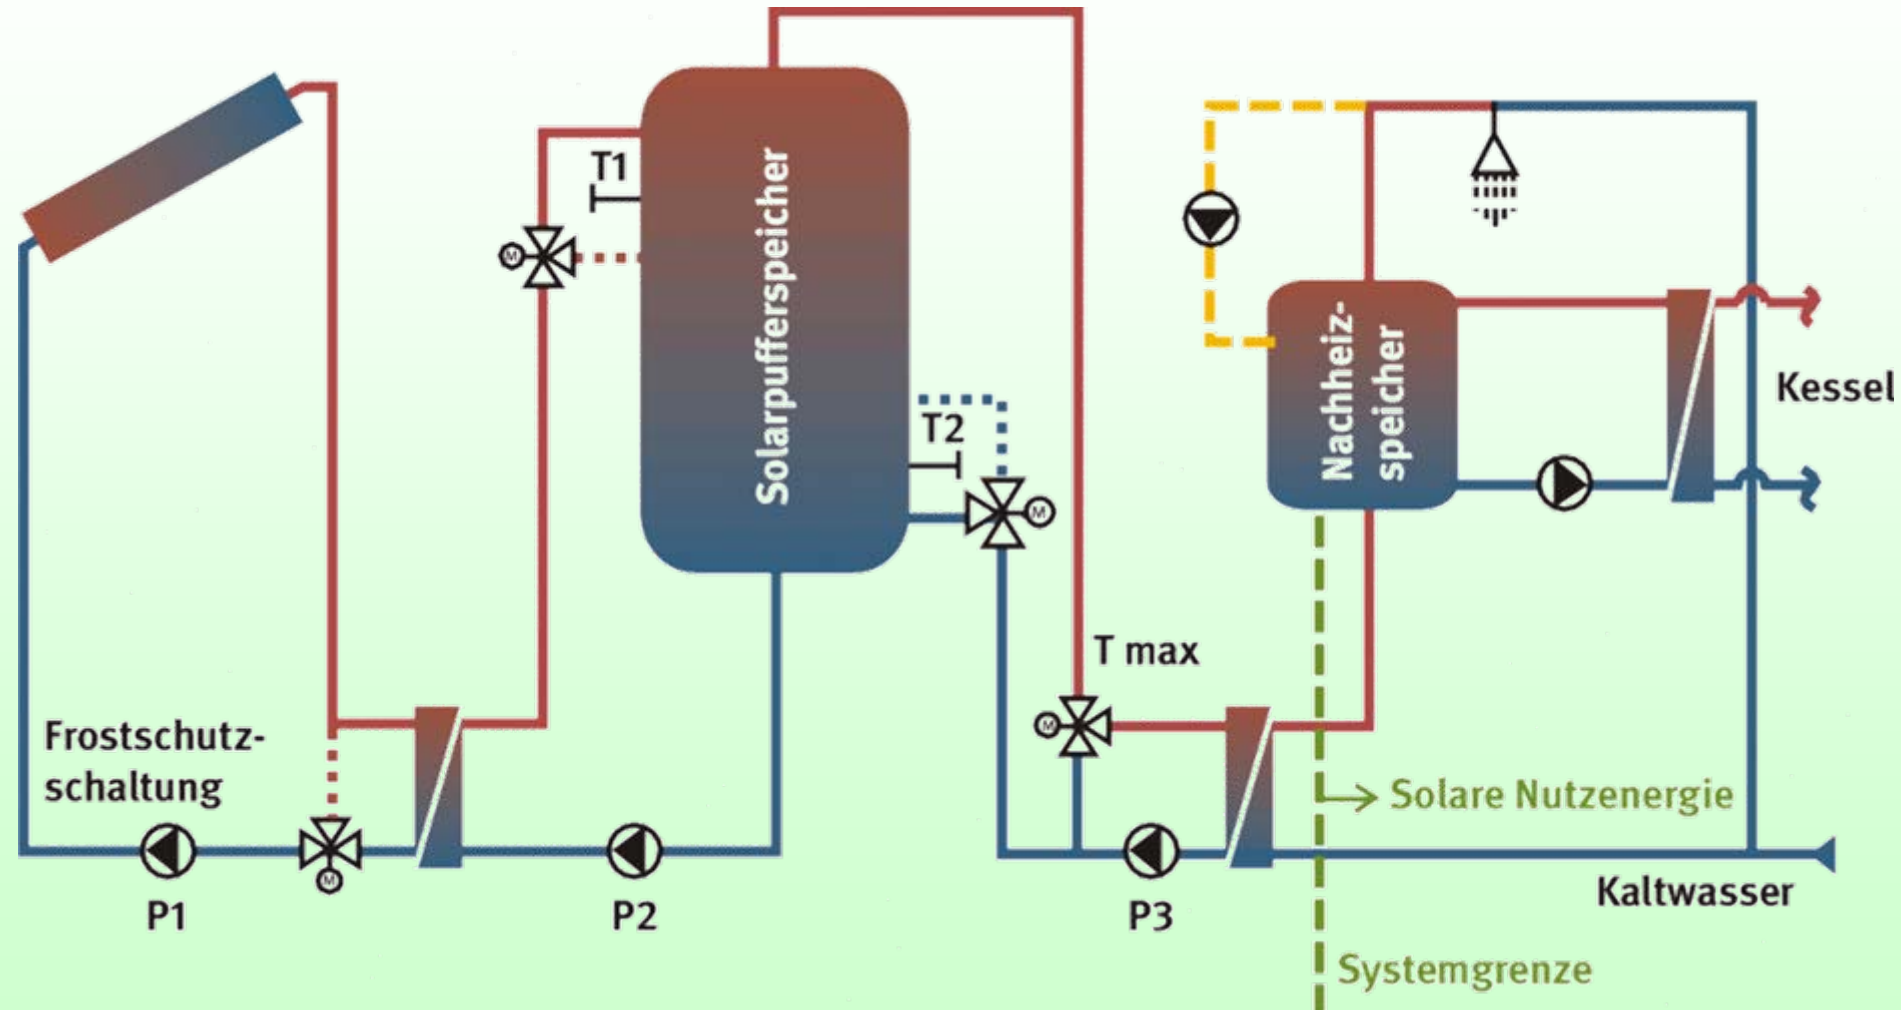 T1
Solarpufferspeicher
M
T2
M
Nachheiz-
speicher
Kessel
T max
M
Frostschutz-
schaltung
M
Solare Nutzenergie
P1
P2
P3
Kaltwasser
Systemgrenze